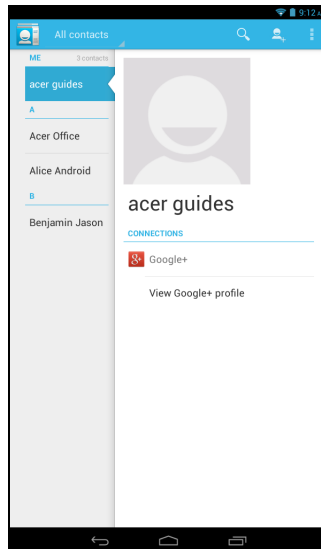 9:12 A
All contacts
ME 3 contacts
acer guides
A
Acer Office
Alice Android
B
Benjamin Jason
acer guides
CONNECTIONS
Google+
View Google+ profile